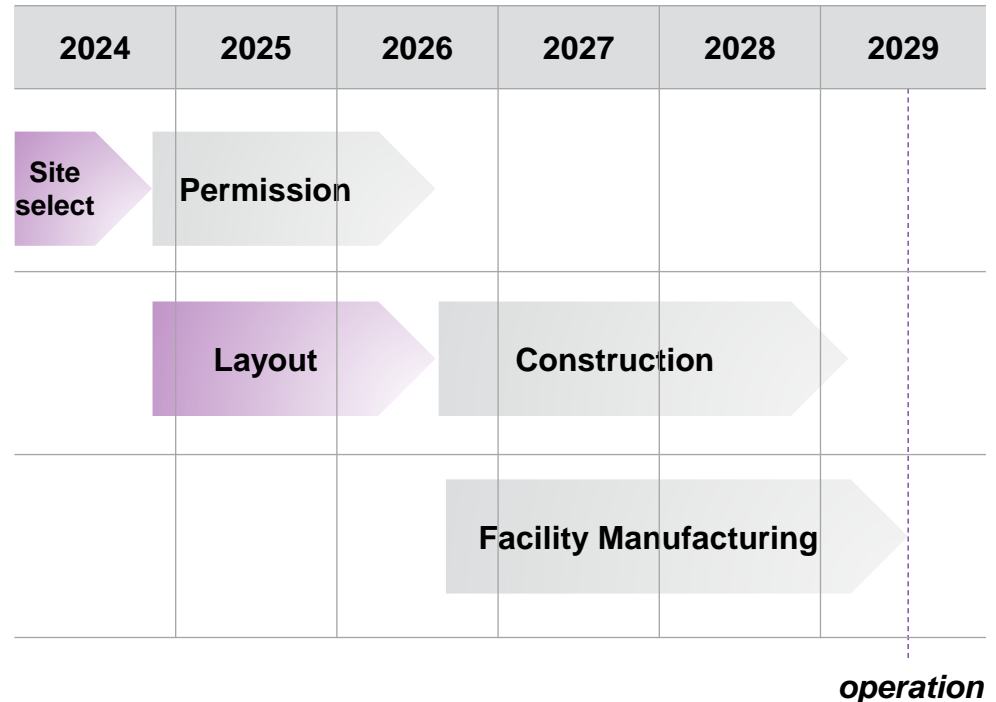 2024 2025 2026 2027 2028 2029
Site
select
Permission
Layout
Construction
Facility Manufacturing
operation